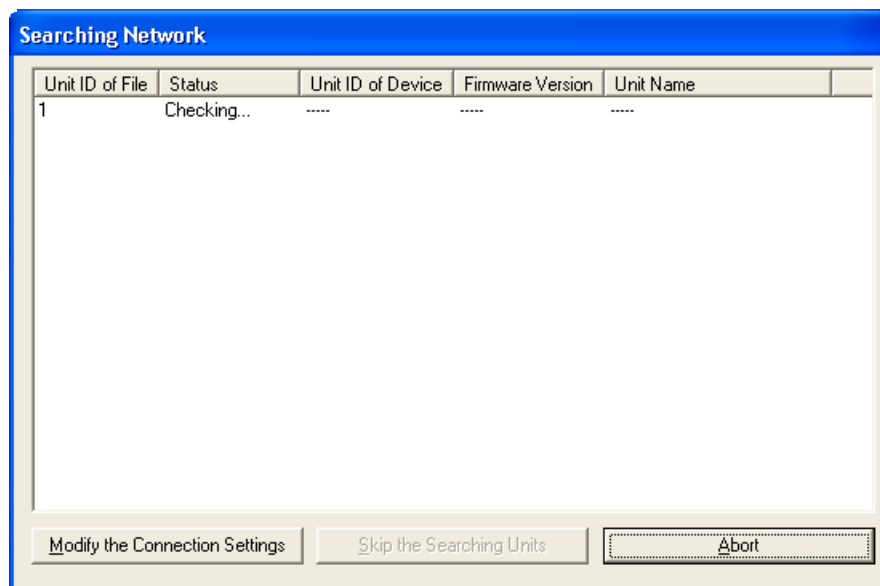 Searching Network
Unit ID of File Status Unit ID of Device Firmware Version Unit Name
1 Checking... ----- ----- -----
Modify the Connection Settings Skip the Searching Units Abort